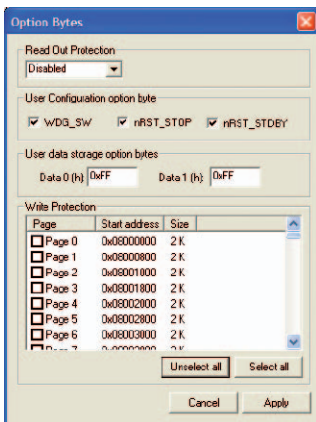 Option Bytes
Read Out Protection
Disabled
User Configuration option byte
WDG_SW nRST_STOP nRST_STDBY
User data storage option bytes
Data 0 (h): 0xFF Data 1 (h): 0xFF
Write Protection
Page Start address Size
Page 0 0x08000000 2 K
Page 1 0x08000800 2 K
Page 2 0x08001000 2 K
Page 3 0x08001800 2 K
Page 4 0x08002000 2 K
Page 5 0x08002800 2 K
Page 6 0x08003000 2 K
Unselect all Select all
Cancel Apply